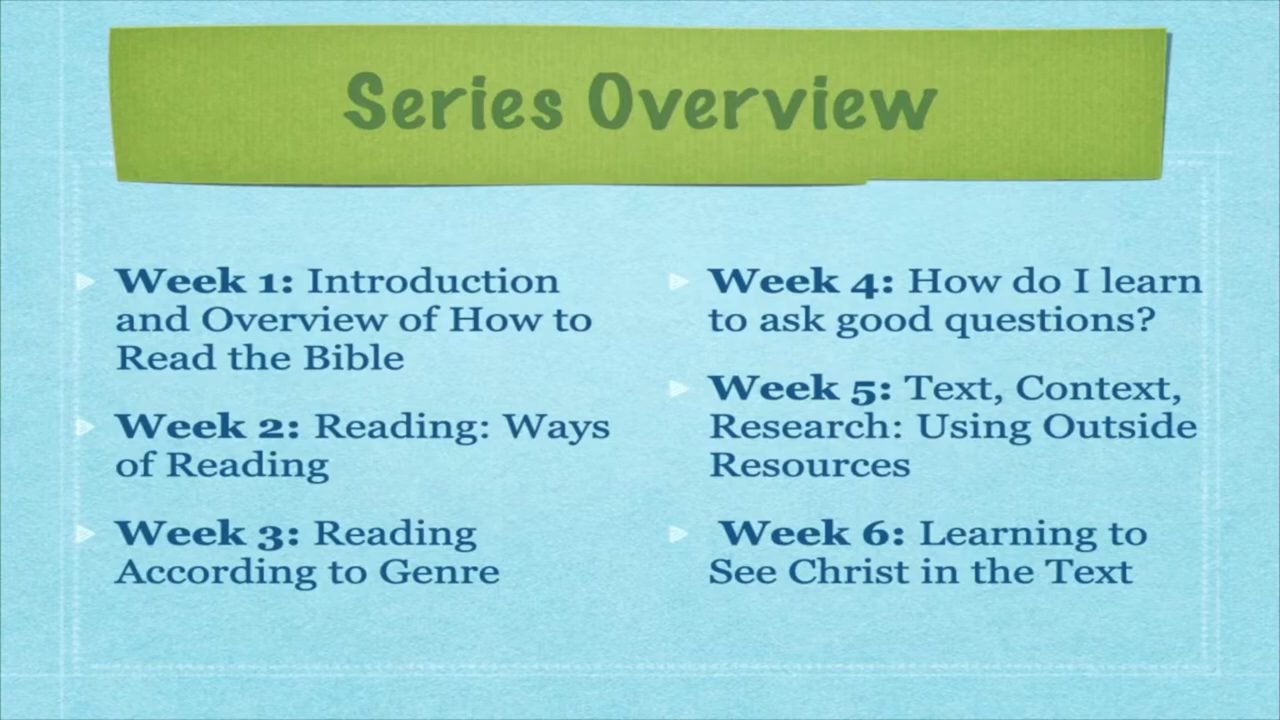 Series Overview
Week 1: Introduction
and Overview of How to
Read the Bible
Week 2: Reading: Ways
of Reading
Week 3: Reading
According to Genre
Week 4: How do I learn
to ask good questions?
Week 5: Text, Context,
Research: Using Outside
Resources
Week 6: Learning to
See Christ in the Text